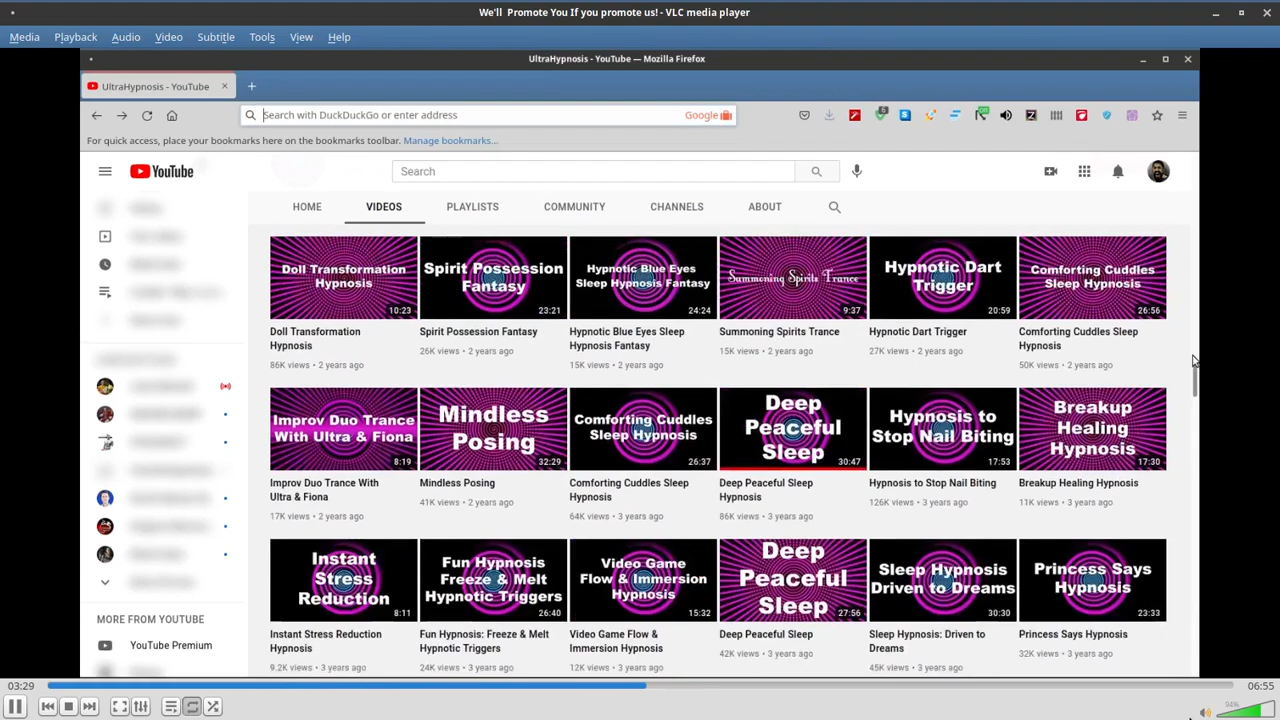 We'll Promote You If you promote us! - VLC media player
Media Playback Audio Video Subtitle Tools View Help
UltraHypnosis - YouTube — Mozilla Firefox
UltraHypnosis - YouTube
Search with DuckDuckGo or enter address
Google
6
For quick access, place your bookmarks here on the bookmarks toolbar. Manage bookmarks...
YouTube
Search
HOME VIDEOS PLAYLISTS COMMUNITY CHANNELS ABOUT
Doll Transformation
Hypnosis
10:23
Spirit Possession
Fantasy
23:21
Hypnotic Blue Eyes
Sleep Hypnosis Fantasy
24:24
Summoning Spirits Trance
9:37
Hypnotic Dart
Trigger
20:59
Comforting Cuddles
Sleep Hypnosis
26:56
Doll Transformation
Hypnosis
86K views • 2 years ago
Spirit Possession Fantasy
26K views • 2 years ago
Hypnotic Blue Eyes Sleep
Hypnosis Fantasy
15K views • 2 years ago
Summoning Spirits Trance
15K views • 2 years ago
Hypnotic Dart Trigger
27K views • 2 years ago
Comforting Cuddles Sleep
Hypnosis
50K views • 2 years ago
Improv Duo Trance
With Ultra & Fiona
8:19
Mindless
Posing
32:29
Comforting Cuddles
Sleep Hypnosis
26:37
Deep
Peaceful
Sleep
30:47
Hypnosis to
Stop Nail Biting
17:53
Breakup
Healing
Hypnosis
17:30
Improv Duo Trance With
Ultra & Fiona
17K views • 2 years ago
Mindless Posing
41K views • 2 years ago
Comforting Cuddles Sleep
Hypnosis
64K views • 3 years ago
Deep Peaceful Sleep
Hypnosis
86K views • 3 years ago
Hypnosis to Stop Nail Biting
126K views • 3 years ago
Breakup Healing Hypnosis
11K views • 3 years ago
Instant
Stress
Reduction
8:11
Fun Hypnosis
Freeze & Melt
Hypnotic Triggers
26:40
Video Game
Flow & Immersion
Hypnosis
15:32
Deep
Peaceful
Sleep
27:56
Sleep Hypnosis
Driven to Dreams
30:30
Princess Says
Hypnosis
23:33
Instant Stress Reduction
Hypnosis
9.2K views • 3 years ago
Fun Hypnosis: Freeze & Melt
Hypnotic Triggers
24K views • 3 years ago
Video Game Flow &
Immersion Hypnosis
12K views • 3 years ago
Deep Peaceful Sleep
42K views • 3 years ago
Sleep Hypnosis: Driven to
Dreams
45K views • 3 years ago
Princess Says Hypnosis
32K views • 3 years ago
MORE FROM YOUTUBE
YouTube Premium
03:29
06:55
94%